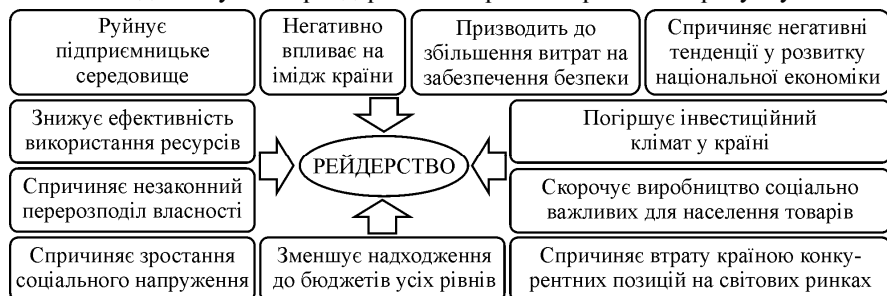 Руйнує
підприємницьке
середовище
Негативно
впливає на
імідж країни
Призводить до
збільшення витрат на
забезпечення безпеки
Спричиняє негативні
тенденції у розвитку
національної економіки
Знижує ефективність
використання ресурсів
Погіршує інвестиційний
клімат у країні
РЕЙДЕРСТВО
Спричиняє незаконний
перерозподіл власності
Скорочує виробництво соціально
важливих для населення товарів
Спричиняє зростання
соціального напруження
Зменшує надходження
до бюджетів усіх рівнів
Спричиняє втрату країною конку-
рентних позицій на світових ринках